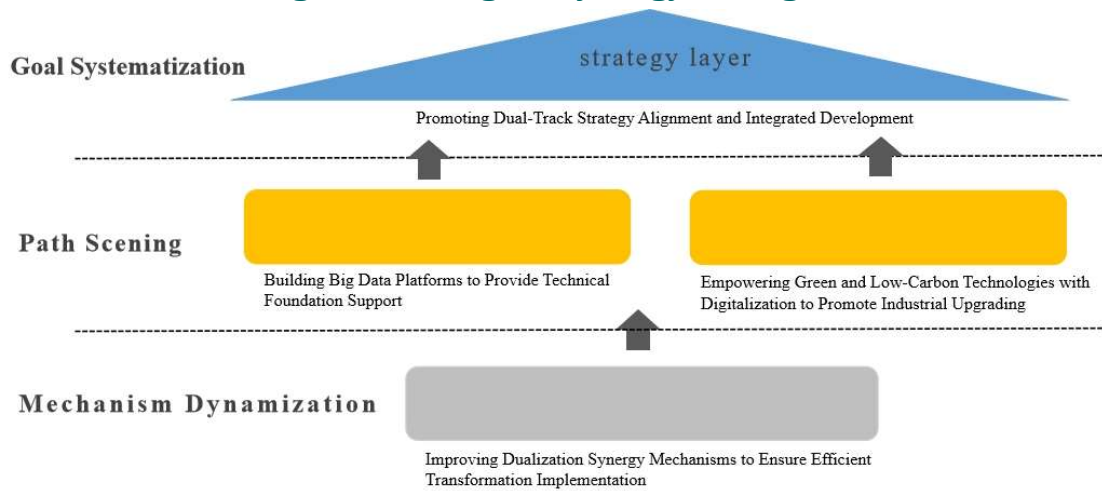 strategy layer
Goal Systematization
Promoting Dual-Track Strategy Alignment and Integrated Development
Path Scening
Building Big Data Platforms to Provide Technical
Foundation Support
Empowering Green and Low-Carbon Technologies with
Digitalization to Promote Industrial Upgrading
Mechanism Dynamization
Improving Dualization Synergy Mechanisms to Ensure Efficient
Transformation Implementation